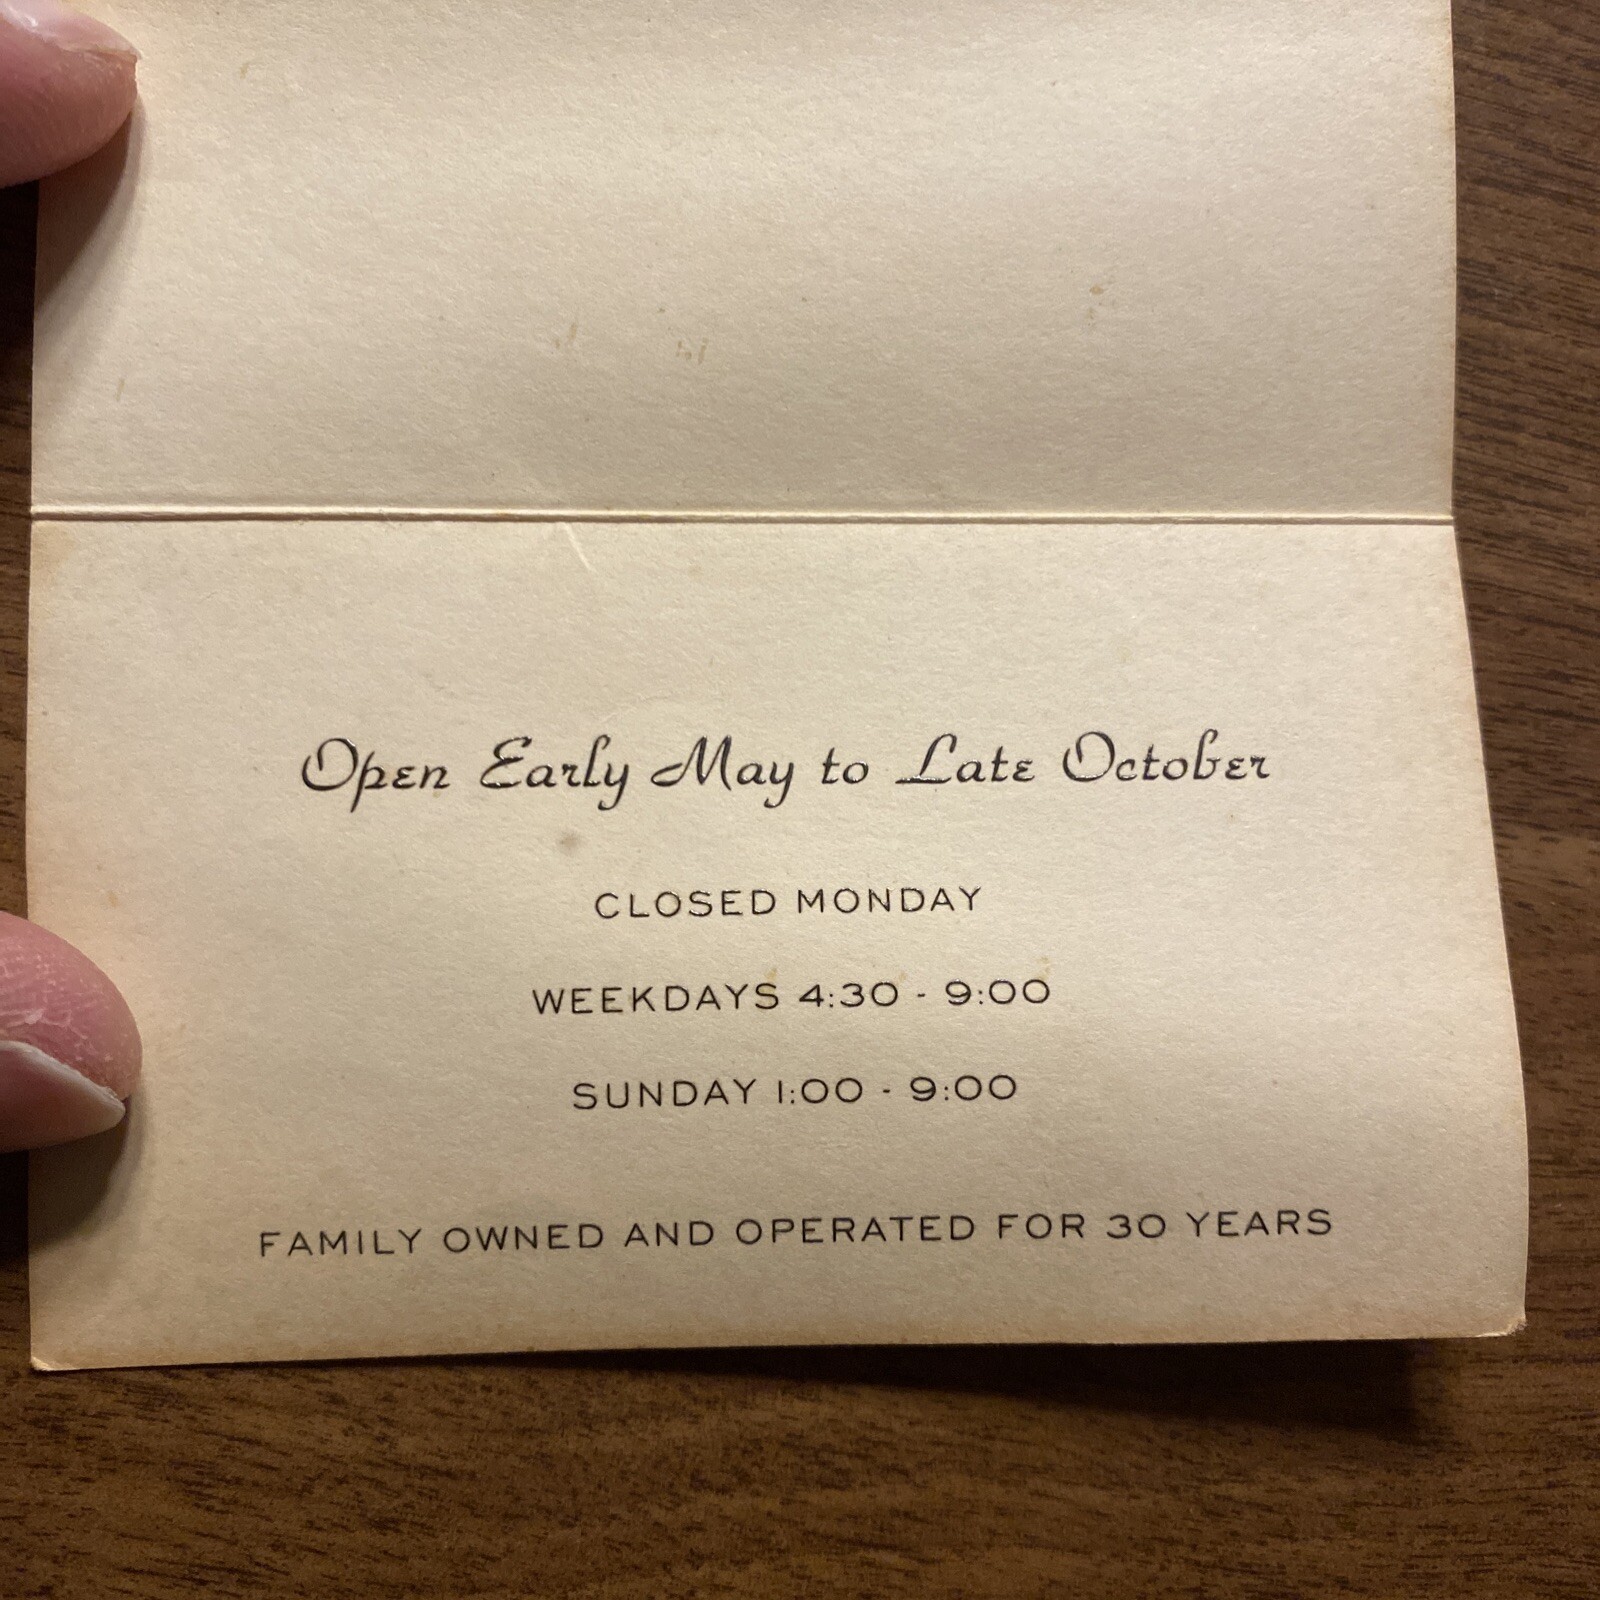 Open Early May to Late October
CLOSED MONDAY
WEEKDAYS 4:30 - 9:00
SUNDAY 1:00 - 9:00
FAMILY OWNED AND OPERATED FOR 30 YEARS